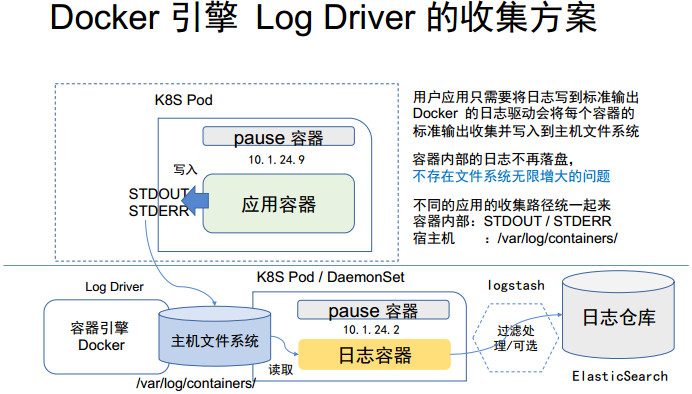 Docker 引擎 Log Driver 的收集方案
K8S Pod
pause 容器
10.1.24.9
写入
STDOUT
STDERR
应用容器
用户应用只需要将日志写到标准输出
Docker 的日志驱动会将每个容器的
标准输出收集并写入到主机文件系统
容器内部的日志不再落盘，
不存在文件系统无限增大的问题
不同的应用的收集路径统一起来
容器内部：STDOUT / STDERR
宿主机　：/var/log/containers/
K8S Pod / DaemonSet
Log Driver
容器引擎
Docker
主机文件系统
/var/log/containers/
pause 容器
10.1.24.2
日志容器
读取
logstash
过滤处
理/可选
日志仓库
ElasticSearch